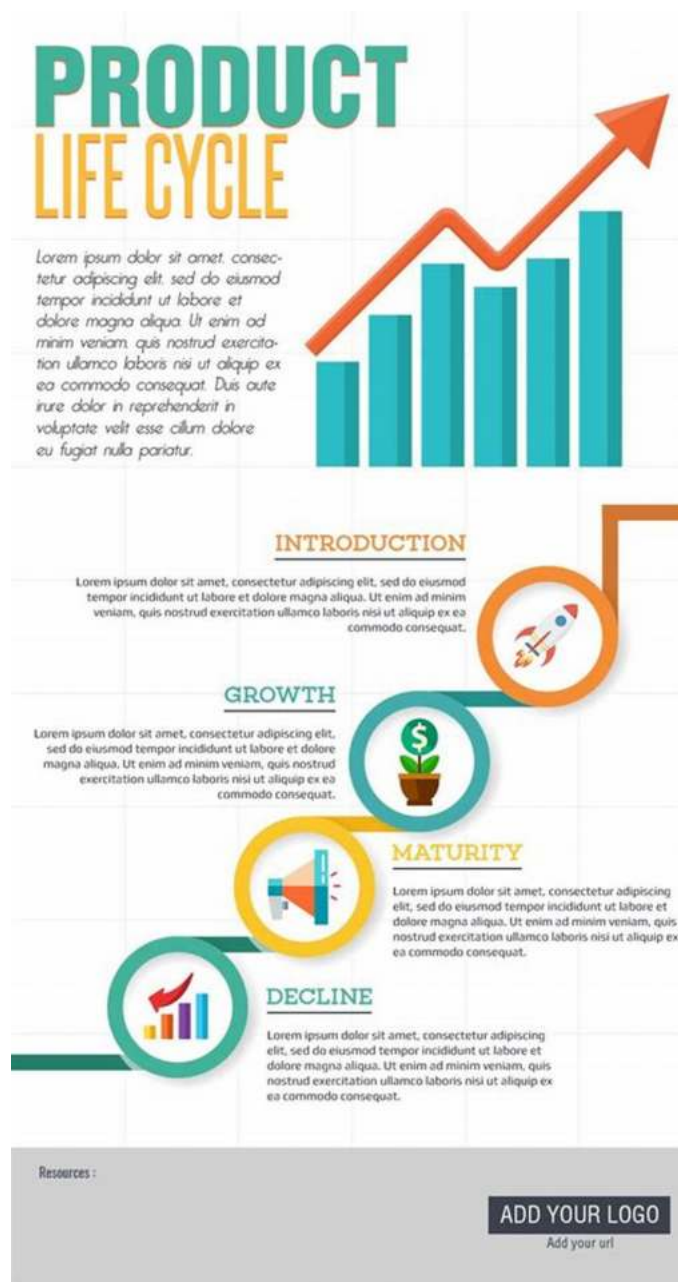 PRODUCT
LIFE CYCLE
Lorem ipsum dolor sit amet, consec-
tetur adipiscing elit, sed do eiusmod
tempor incididunt ut labore et
dolore magna aliqua. Ut enim ad
minim veniam, quis nostrud exercita-
tion ullamco laboris nisi ut aliquip ex
ea commodo consequat. Duis aute
irure dolor in reprehenderit in
voluptate velit esse cillum dolore
eu fugiat nulla pariatur.
INTRODUCTION
Lorem ipsum dolor sit amet, consectetur adipiscing elit, sed do eiusmod
tempor incididunt ut labore et dolore magna aliqua. Ut enim ad minim
veniam, quis nostrud exercitation ullamco laboris nisi ut aliquip ex ea
commodo consequat.
GROWTH
Lorem ipsum dolor sit amet, consectetur adipiscing elit,
sed do eiusmod tempor incididunt ut labore et dolore
magna aliqua. Ut enim ad minim veniam, quis nostrud
exercitation ullamco laboris nisi ut aliquip ex ea
commodo consequat.
$
MATURITY
Lorem ipsum dolor sit amet, consectetur adipiscing
elit, sed do eiusmod tempor incididunt ut labore et
dolore magna aliqua. Ut enim ad minim veniam, quis
nostrud exercitation ullamco laboris nisi ut aliquip ex
ea commodo consequat.
DECLINE
Lorem ipsum dolor sit amet, consectetur adipiscing
elit, sed do eiusmod tempor incididunt ut labore et
dolore magna aliqua. Ut enim ad minim veniam, quis
nostrud exercitation ullamco laboris nisi ut aliquip ex
ea commodo consequat.
Resources :
ADD YOUR LOGO
Add your url